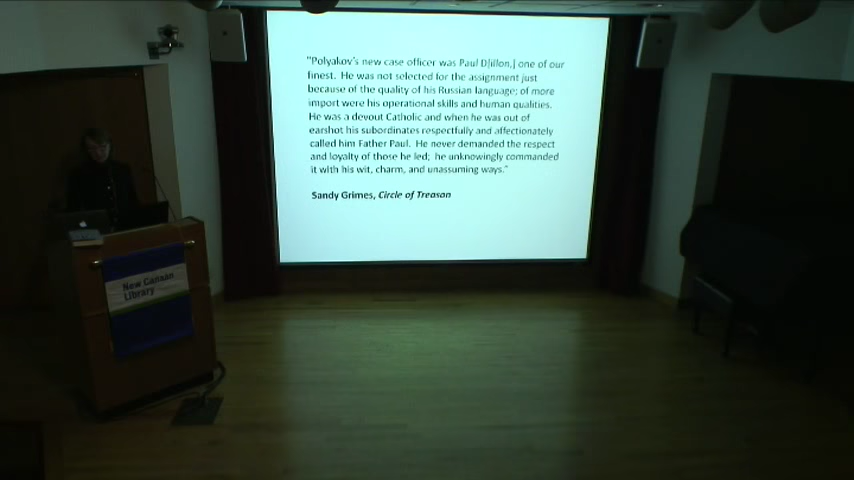 "Polyakov's new case officer was Paul D[illon,] one of our
finest. He was not selected for the assignment just
because of the quality of his Russian language; of more
import were his operational skills and human qualities.
He was a devout Catholic and when he was out of
earshot his subordinates respectfully and affectionately
called him Father Paul. He never demanded the respect
and loyalty of those he led; he unknowingly commanded
it with his wit, charm, and unassuming ways."
Sandy Grimes, Circle of Treason
New Canaan
Library